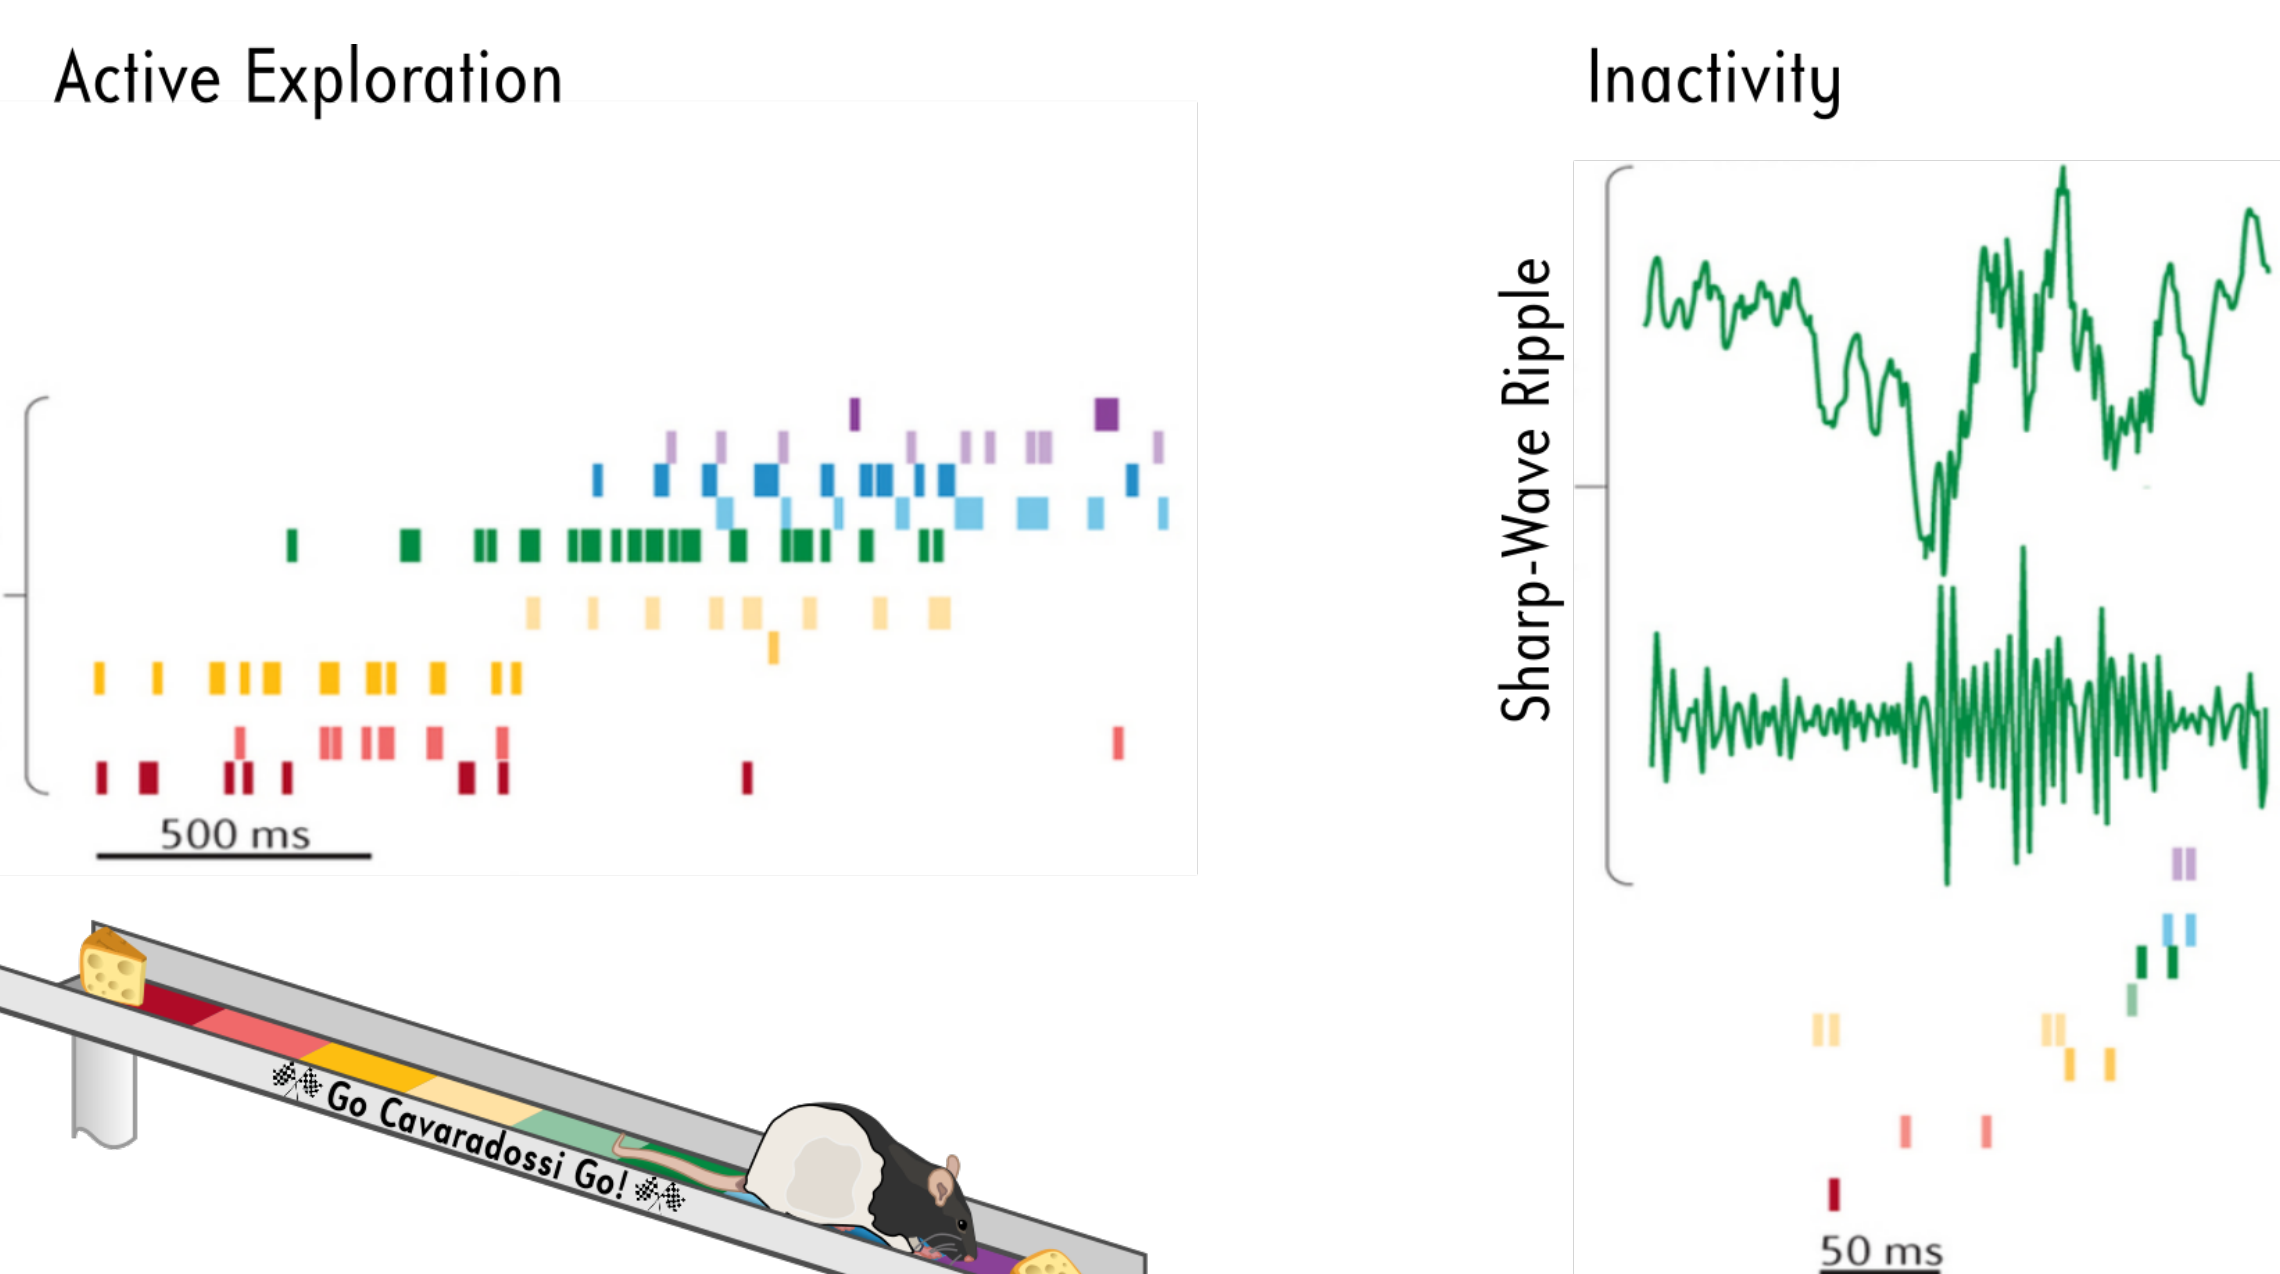 Active Exploration
Inactivity
Sharp-Wave Ripple
500 ms
Go Cavaradossi Go!
50 ms